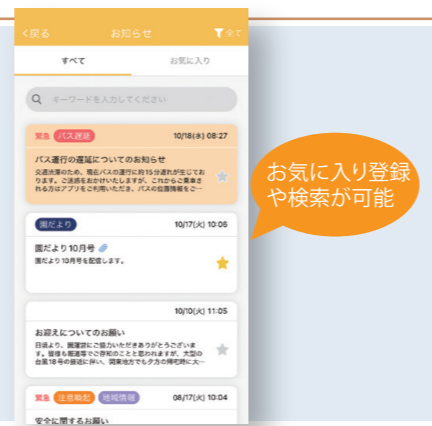 <戻る お知らせ 全て
すべて お気に入り
キーワードを入力してください
緊急 バス遅延 10/18(水) 08:27
バス運行の遅延についてのお知らせ
交通渋滞のため、現在バスの運行に約15分遅れが生じてお
ります。ご迷惑をおかけいたしますが、これからご乗車さ
れる方はアプリをご利用いただき、バスの位置情報をご…
園だより 10/17(火) 10:05
園だより10月号
園だより10月号を配信します。
10/10(火) 11:05
お迎えについてのお願い
日頃より、園運営にご協力いただきありがとうございま
す。皆様も報道等でご存知のことと思われますが、大型の
台風18号の接近に伴い、関東地方でも夕方の帰宅時に大…
緊急 注意喚起 地域情報 08/17(木) 10:04
安全に関するお願い
お気に入り登録
や検索が可能